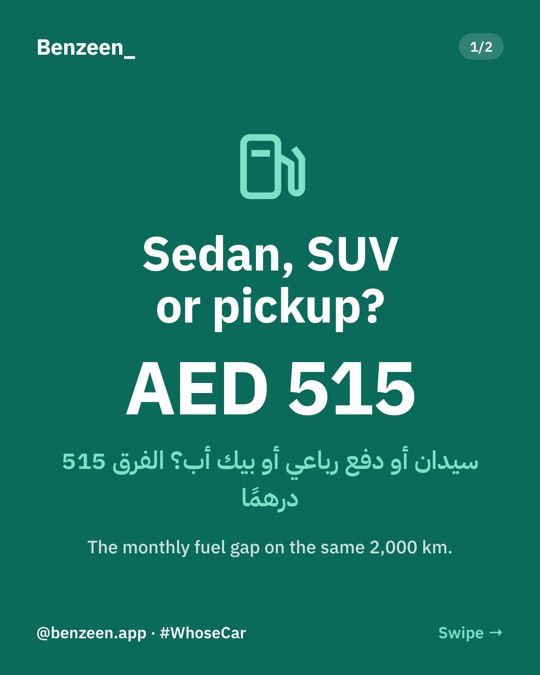 Benzeen_
1/2
Sedan, SUV
or pickup?
AED 515
سيدان أو دفع رباعي أو بيك أب؟ الفرق 515
درهمًا
The monthly fuel gap on the same 2,000 km.
@benzeen.app · #WhoseCar
Swipe →